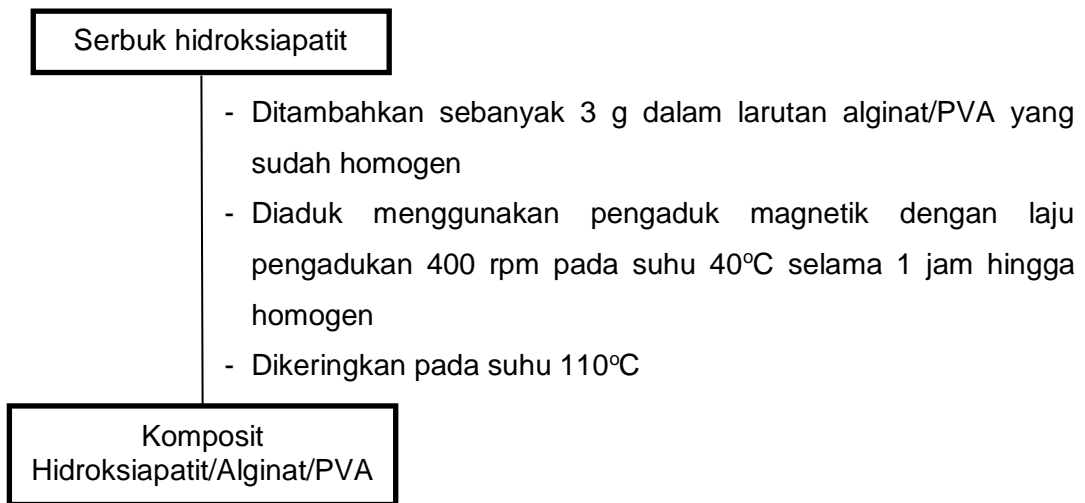 Serbuk hidroksiapatit
- Ditambahkan sebanyak 3 g dalam larutan alginat/PVA yang
sudah homogen
- Diaduk menggunakan pengaduk magnetik dengan laju
pengadukan 400 rpm pada suhu 40°C selama 1 jam hingga
homogen
- Dikeringkan pada suhu 110°C
Komposit
Hidroksiapatit/Alginat/PVA